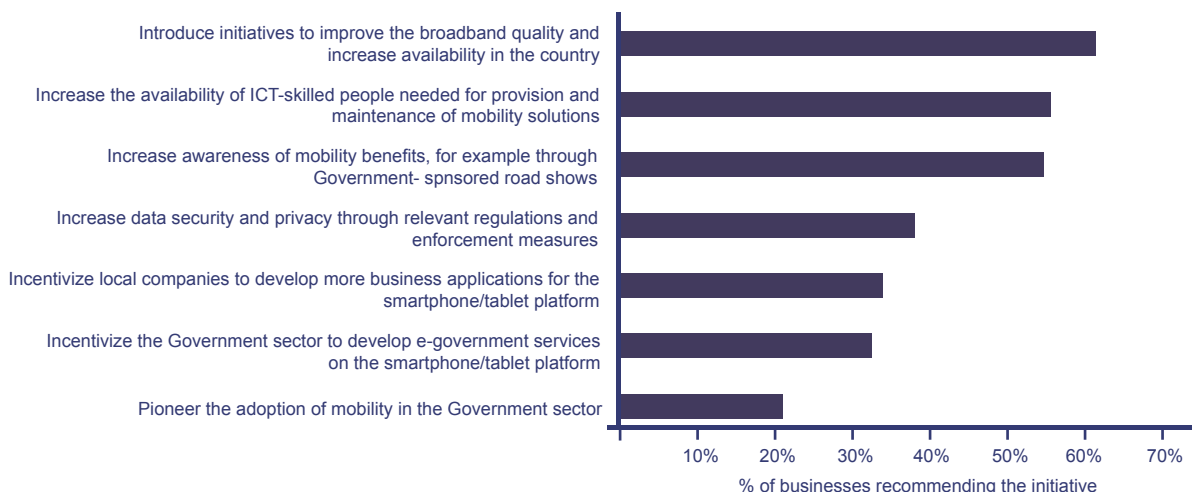 Introduce initiatives to improve the broadband quality and
increase availability in the country
Increase the availability of ICT-skilled people needed for provision and
maintenance of mobility solutions
Increase awareness of mobility benefits, for example through
Government- spnsored road shows
Increase data security and privacy through relevant regulations and
enforcement measures
Incentivize local companies to develop more business applications for the
smartphone/tablet platform
Incentivize the Government sector to develop e-government services
on the smartphone/tablet platform
Pioneer the adoption of mobility in the Government sector
10% 20% 30% 40% 50% 60% 70%
% of businesses recommending the initiative